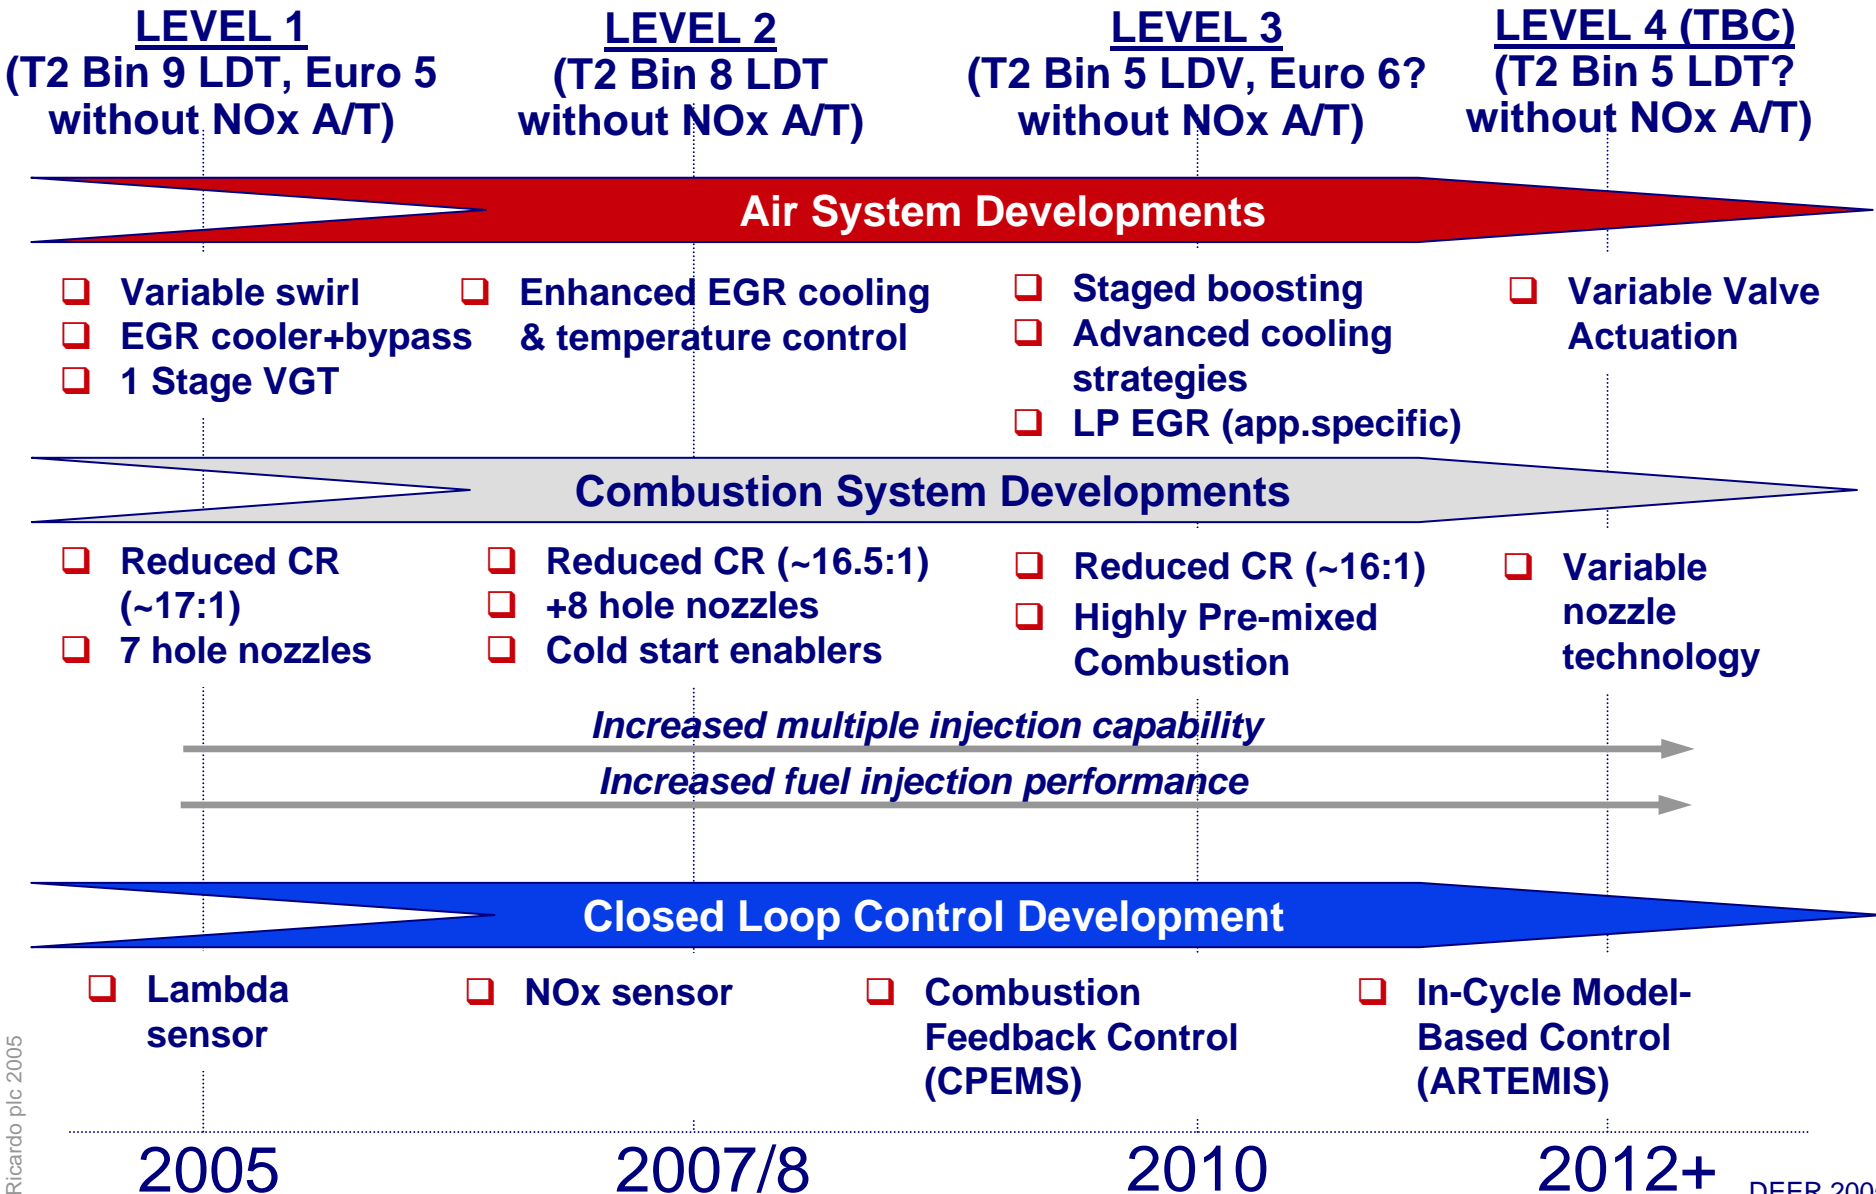 LEVEL 1
(T2 Bin 9 LDT, Euro 5
without NOx A/T)
LEVEL 2
(T2 Bin 8 LDT
without NOx A/T)
LEVEL 3
(T2 Bin 5 LDV, Euro 6?
without NOx A/T)
LEVEL 4 (TBC)
(T2 Bin 5 LDT?
without NOx A/T)
Air System Developments
Variable swirl
EGR cooler+bypass
1 Stage VGT
Enhanced EGR cooling
& temperature control
Staged boosting
Advanced cooling
strategies
LP EGR (app.specific)
Variable Valve
Actuation
Combustion System Developments
Reduced CR
(~17:1)
7 hole nozzles
Reduced CR (~16.5:1)
+8 hole nozzles
Cold start enablers
Reduced CR (~16:1)
Highly Pre-mixed
Combustion
Variable
nozzle
technology
Increased multiple injection capability
Increased fuel injection performance
Closed Loop Control Development
Lambda
sensor
NOx sensor
Combustion
Feedback Control
(CPEMS)
In-Cycle Model-
Based Control
(ARTEMIS)
2005
2007/8
2010
2012+
Ricardo plc 2005
DEER 200